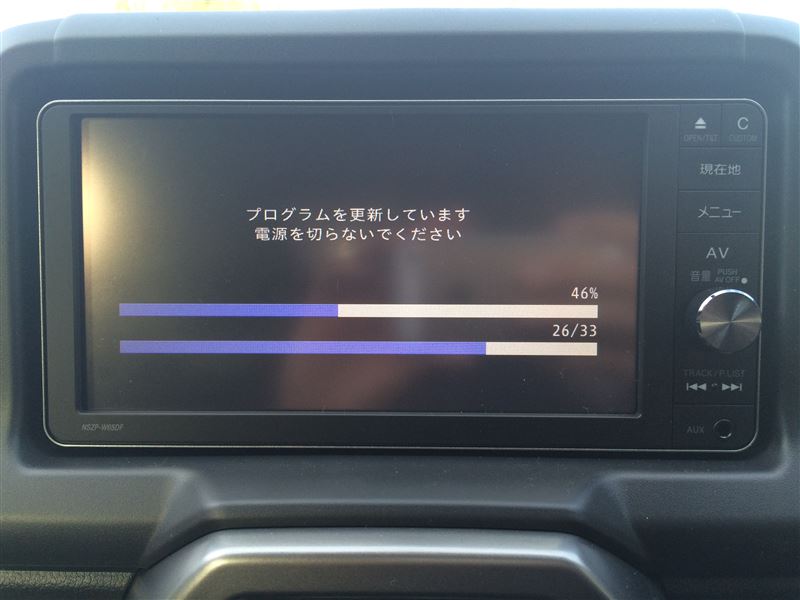 プログラムを更新しています
電源を切らないでください
46%
26/33
C
OPEN/TILT CUSTOM
現在地
メニュー
AV
音量 PUSH AV OFF
TRACK/P.LIST
AUX
NSZP-W65DF